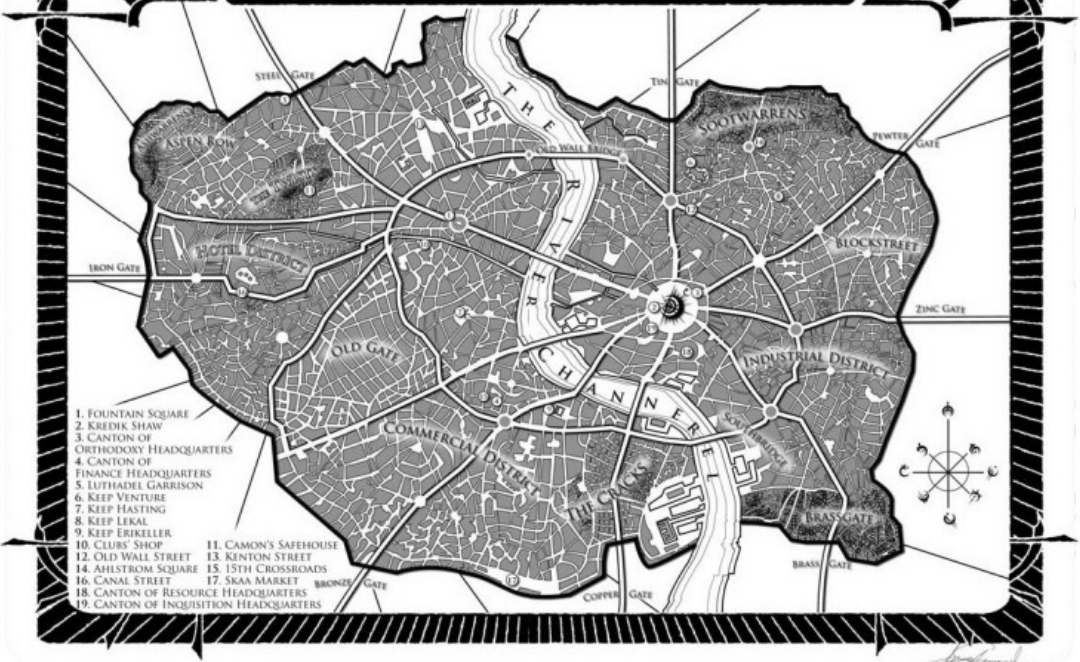 STEEL GATE
TIN GATE
SOOTWARRENS
PEWTER GATE
ASPEN ROW
THE TWISTS
OLD WALL BRIDGE
THE RIVER CHANNEREL
BLOCKSTREET
HOTEL DISTRICT
IRON GATE
ZINC GATE
OLD GATE
INDUSTRIAL DISTRICT
COMMERCIAL DISTRICT
SOUTHBRIDGE
THE CRACKS
BRASSGATE
BRASS GATE
BRONZE GATE
COPPER GATE
1. FOUNTAIN SQUARE
2. KREDIK SHAW
3. CANTON OF
ORTHODOXY HEADQUARTERS
4. CANTON OF
FINANCE HEADQUARTERS
5. LUTHADEL GARRISON
6. KEEP VENTURE
7. KEEP HASTING
8. KEEP LEKAL
9. KEEP ERIKELLER
10. CLUBS' SHOP
11. CAMON'S SAFEHOUSE
12. OLD WALL STREET
13. KENTON STREET
14. AHLSTROM SQUARE
15. 15TH CROSSROADS
16. CANAL STREET
17. SKAA MARKET
18. CANTON OF RESOURCE HEADQUARTERS
19. CANTON OF INQUISITION HEADQUARTERS